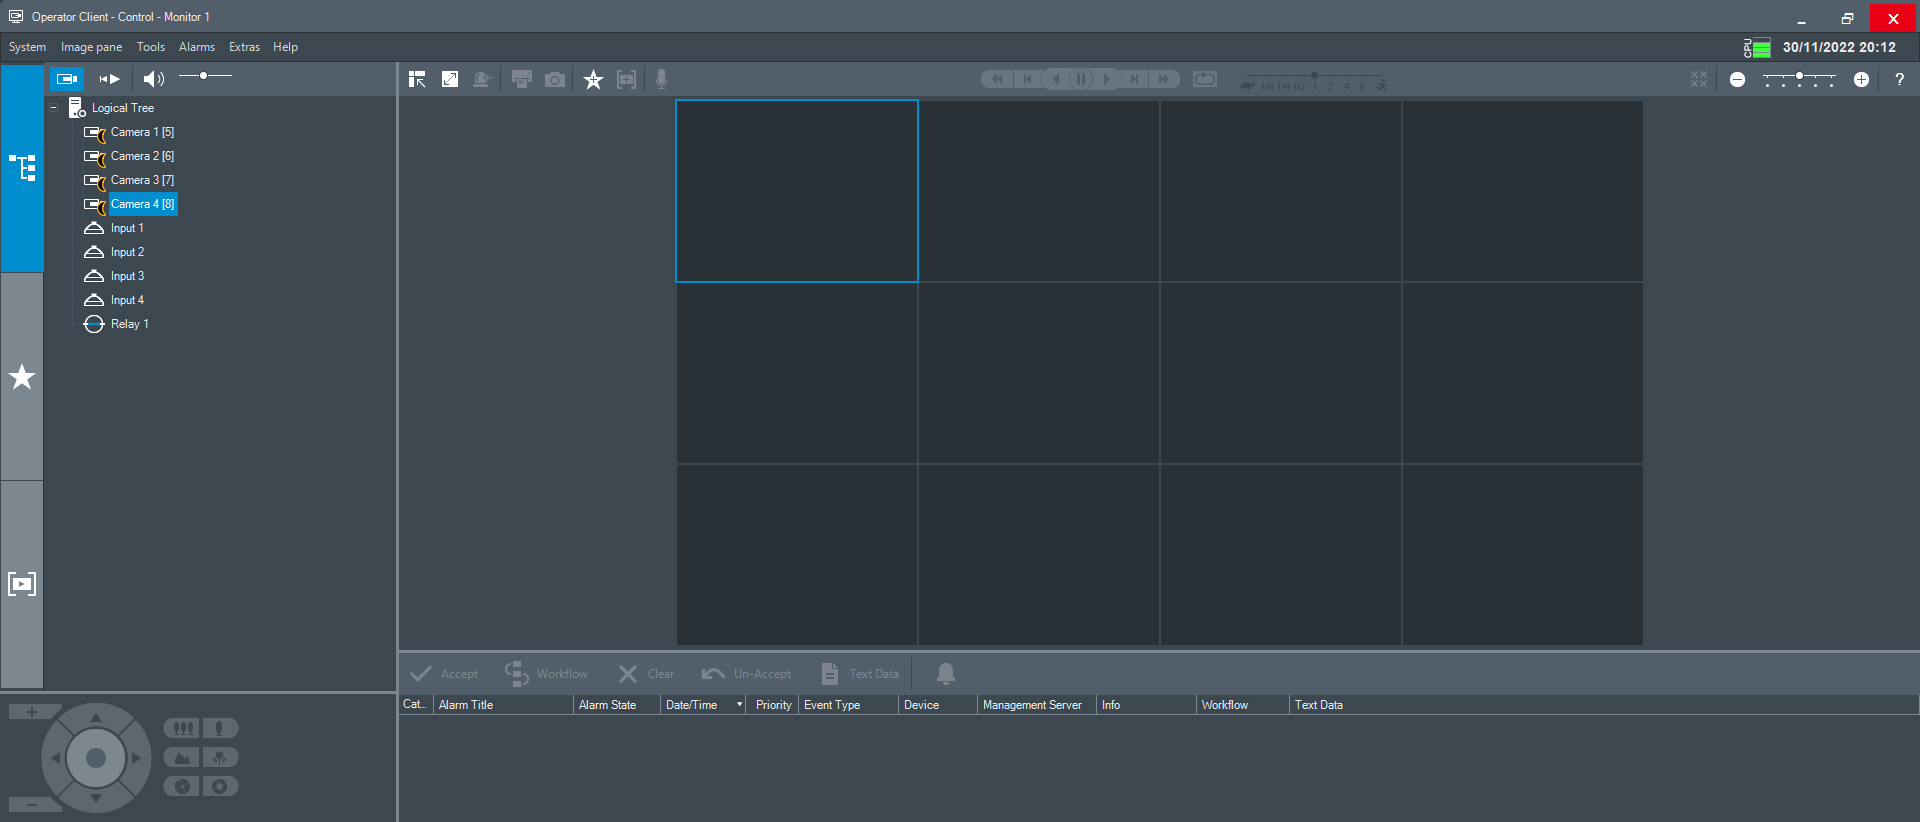 Operator Client - Control - Monitor 1
System Image pane Tools Alarms Extras Help
CPU 30/11/2022 20:12
1/8 1/4 1/2 1 2 4 8
?
Logical Tree
Camera 1 [5]
Camera 2 [6]
Camera 3 [7]
Camera 4 [8]
Input 1
Input 2
Input 3
Input 4
Relay 1
Accept Workflow Clear Un-Accept Text Data
Cat... Alarm Title Alarm State Date/Time Priority Event Type Device Management Server Info Workflow Text Data